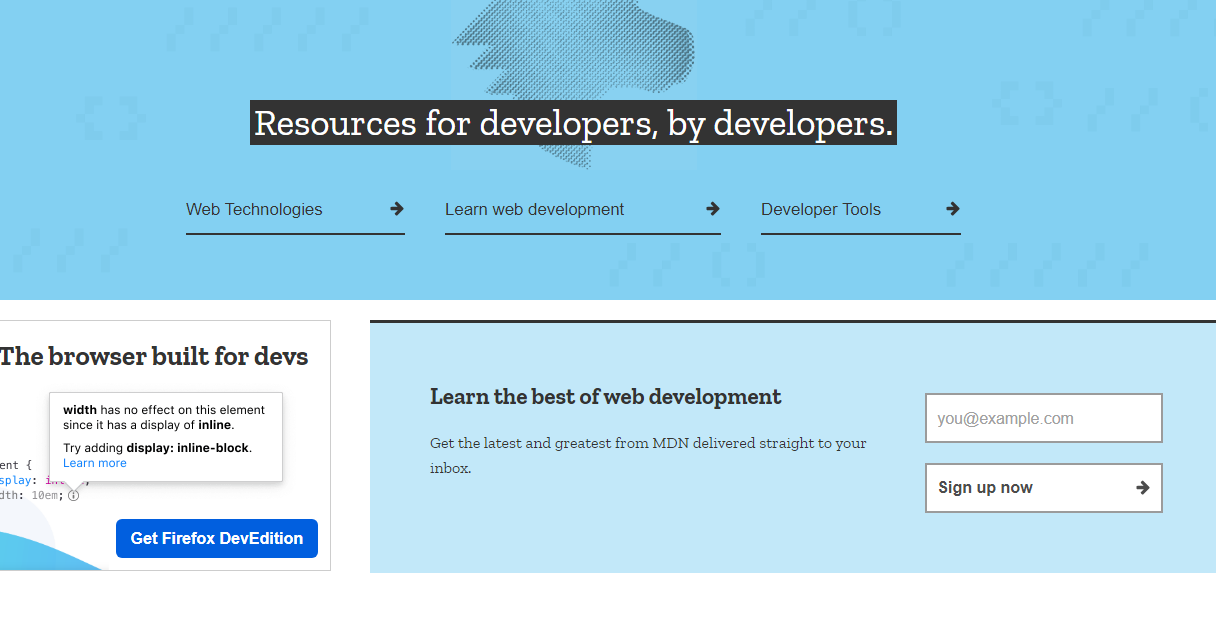 Resources for developers, by developers.
Web Technologies
Learn web development
Developer Tools
The browser built for devs
width has no effect on this element
since it has a display of inline.
Try adding display: inline-block.
Learn more
ent {
splay:
dth: 10em;
Get Firefox DevEdition
Learn the best of web development
Get the latest and greatest from MDN delivered straight to your
inbox.
you@example.com
Sign up now